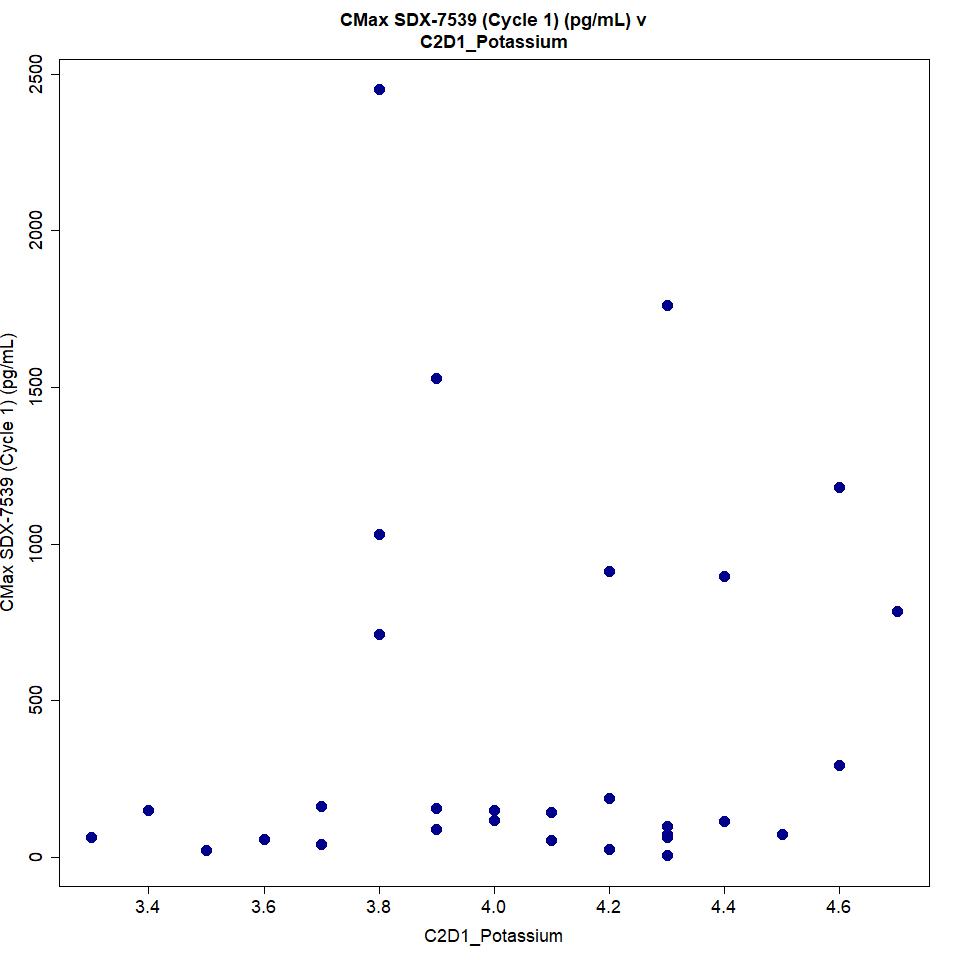 CMax SDX-7539 (Cycle 1) (pg/mL) v
C2D1_Potassium
2500
2000
1500
1000
500
0
CMax SDX-7539 (Cycle 1) (pg/mL)
3.4 3.6 3.8 4.0 4.2 4.4 4.6
C2D1_Potassium